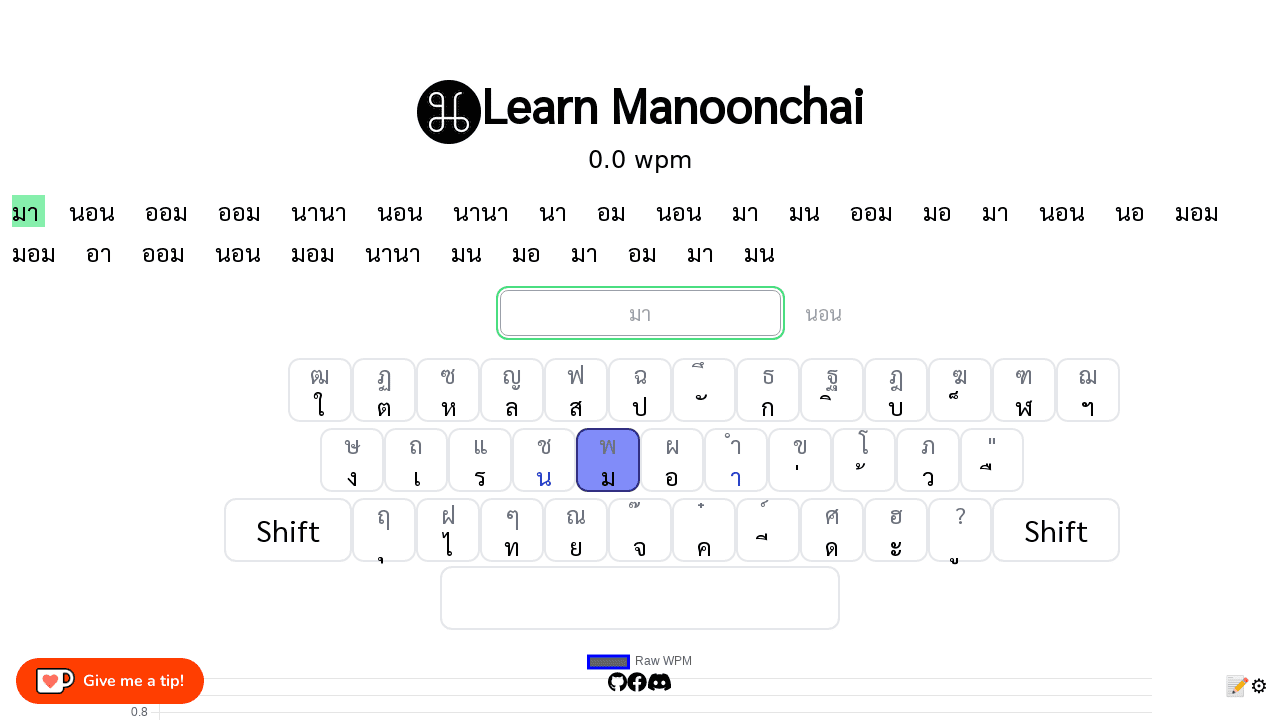 Learn Manoonchai
0.0 wpm
มา นอน ออม ออม นานา นอน นานา นา อม นอน มา มน ออม มอ มา นอน นอ มอม
มอม อา ออม นอน มอม นานา มน มอ มา อม มา มน
มา นอน
ฒ ฏ ซ ญ ฟ ฉ ึ ธ ฐ ฎ ฆ ฑ ฌ
ใ ต ห ล ส ป ั ก ิ บ ็ ฬ ฯ
ษ ถ แ ช พ ผ ำ ข โ ภ "
ง เ ร น ม อ า ่ ้ ว ื
ฤ ฝ ๆ ณ ๊ ๋ ์ ศ ฮ ?
Shift ุ ไ ท ย จ ค ี ด ะ ู Shift
Raw WPM
Give me a tip!
0.8